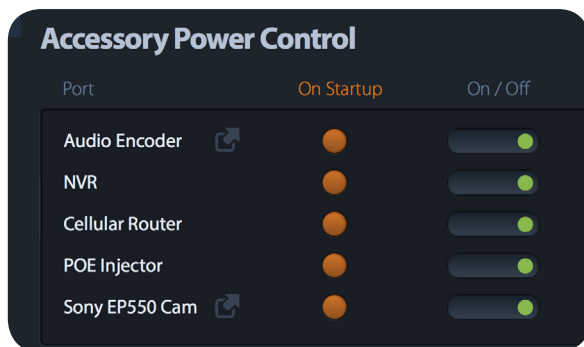 Accessory Power Control
Port On Startup On / Off
Audio Encoder
NVR
Cellular Router
POE Injector
Sony EP550 Cam